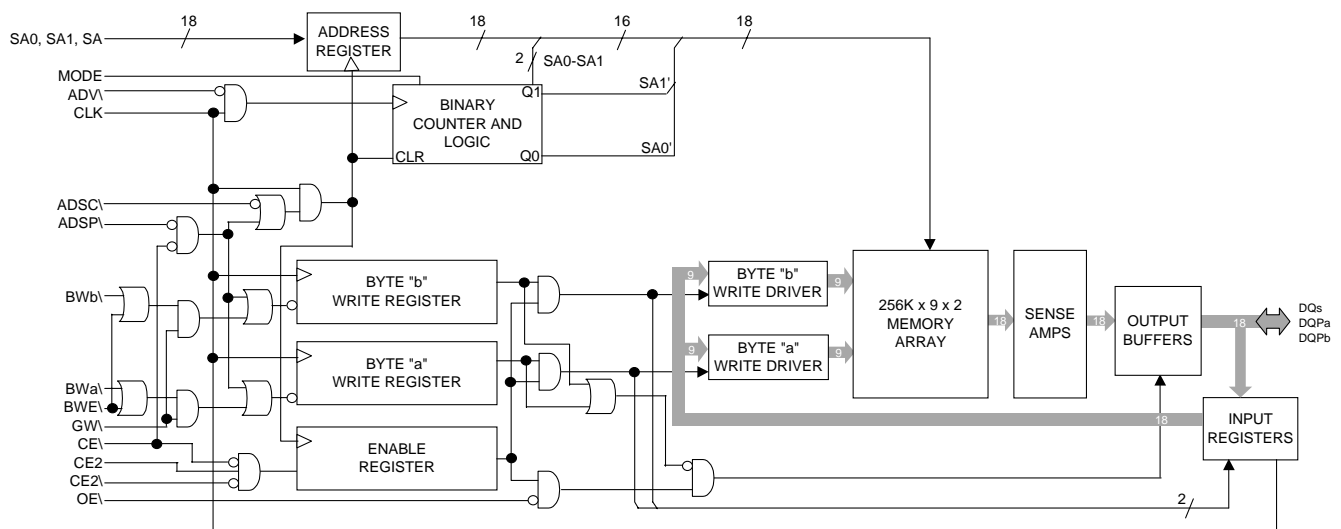 18
18
16
18
SA0, SA1, SA
ADDRESS
REGISTER
2
SA0-SA1
MODE
ADV\
CLK
BINARY
COUNTER AND
LOGIC
Q1
SA1'
CLR
Q0
SA0'
ADSC\
ADSP\
BYTE "b"
WRITE REGISTER
9
BYTE "b"
WRITE DRIVER
9
256K x 9 x 2
MEMORY
ARRAY
18
SENSE
AMPS
18
OUTPUT
BUFFERS
18
DQs
DQPa
DQPb
BWb\
BYTE "a"
WRITE REGISTER
9
BYTE "a"
WRITE DRIVER
9
BWa\
BWE\
GW\
CE\
CE2
CE2\
OE\
ENABLE
REGISTER
18
INPUT
REGISTERS
2